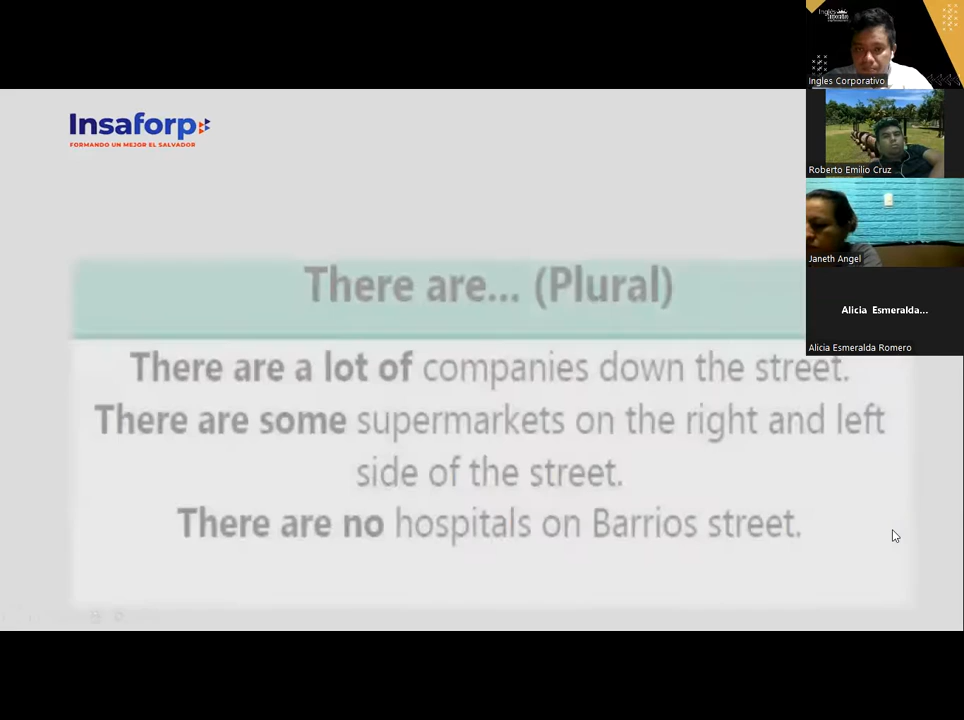 Inglés
Corporativo
Ingles Corporativo
Insaforp
FORMANDO UN MEJOR EL SALVADOR
Roberto Emilio Cruz
Janeth Angel
Alicia Esmeralda...
Alicia Esmeralda Romero
There are... (Plural)
There are a lot of companies down the street.
There are some supermarkets on the right and left
side of the street.
There are no hospitals on Barrios street.